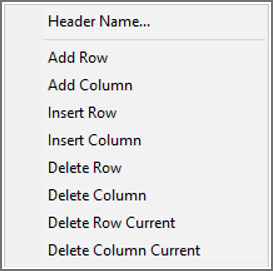 Header Name...
Add Row
Add Column
Insert Row
Insert Column
Delete Row
Delete Column
Delete Row Current
Delete Column Current